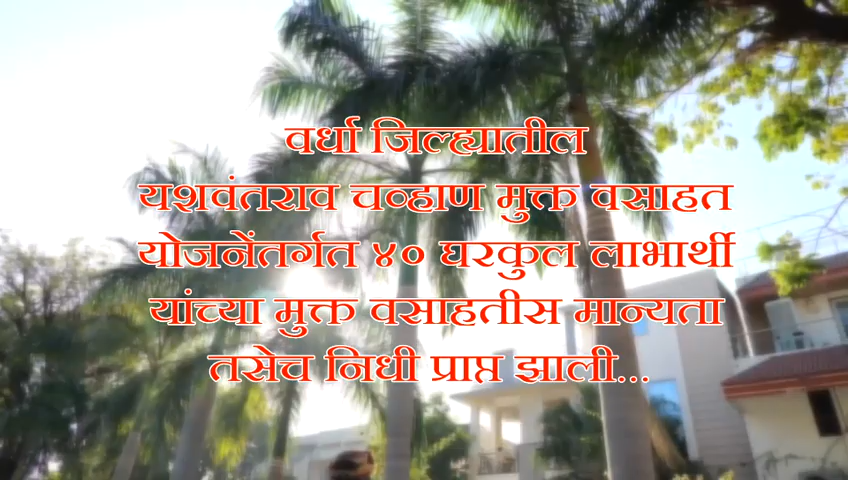 वर्धा जिल्ह्यातील
यशवंतराव चव्हाण मुक्त वसाहत
योजनेंतर्गत ४० घरकुल लाभार्थी
यांच्या मुक्त वसाहतीस मान्यता
तसेच निधी प्राप्त झाली...